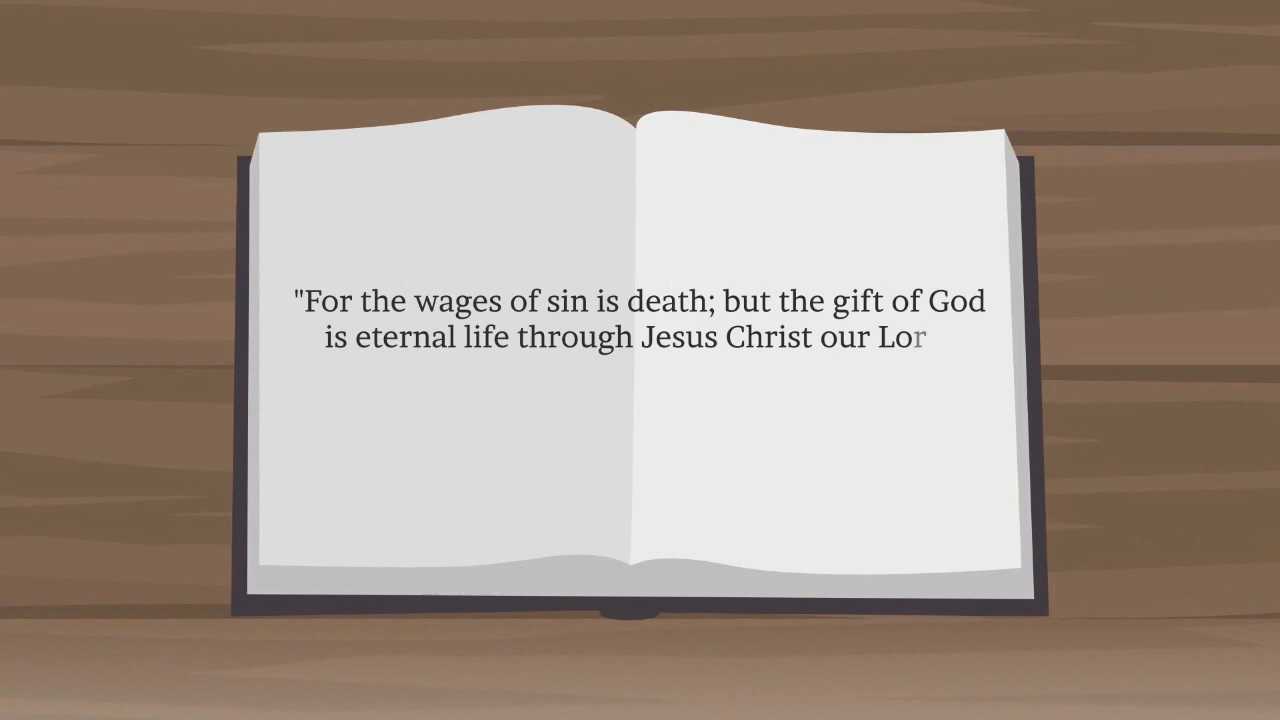 "For the wages of sin is death; but the gift of God
is eternal life through Jesus Christ our Lor